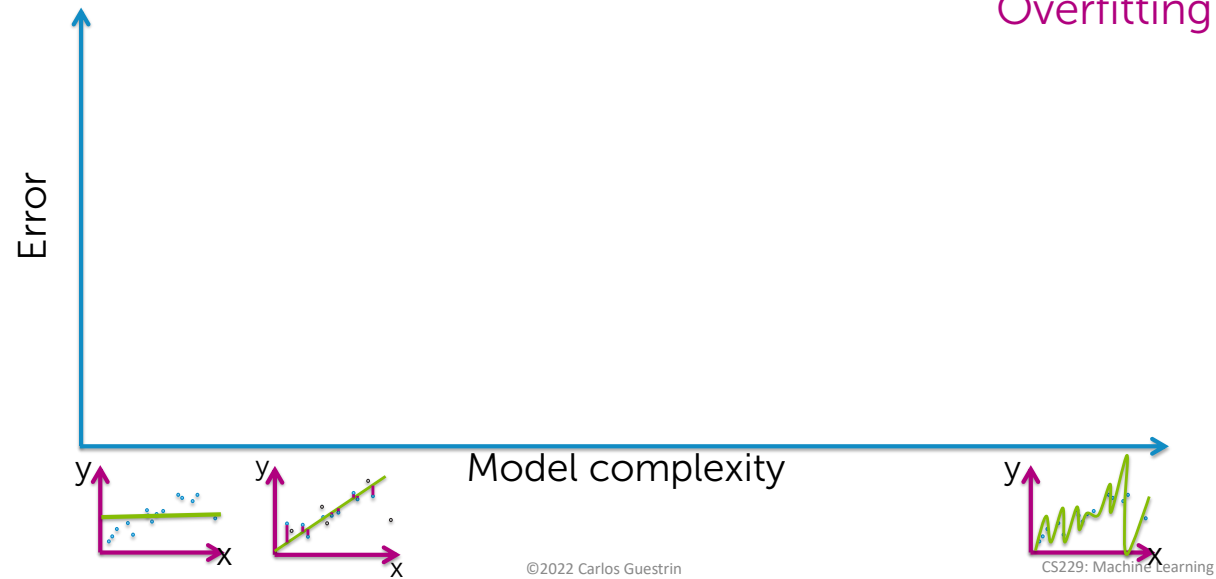 Overfitting
Error
Model complexity
y
x
y
x
y
x
©2022 Carlos Guestrin
CS229: Machine Learning